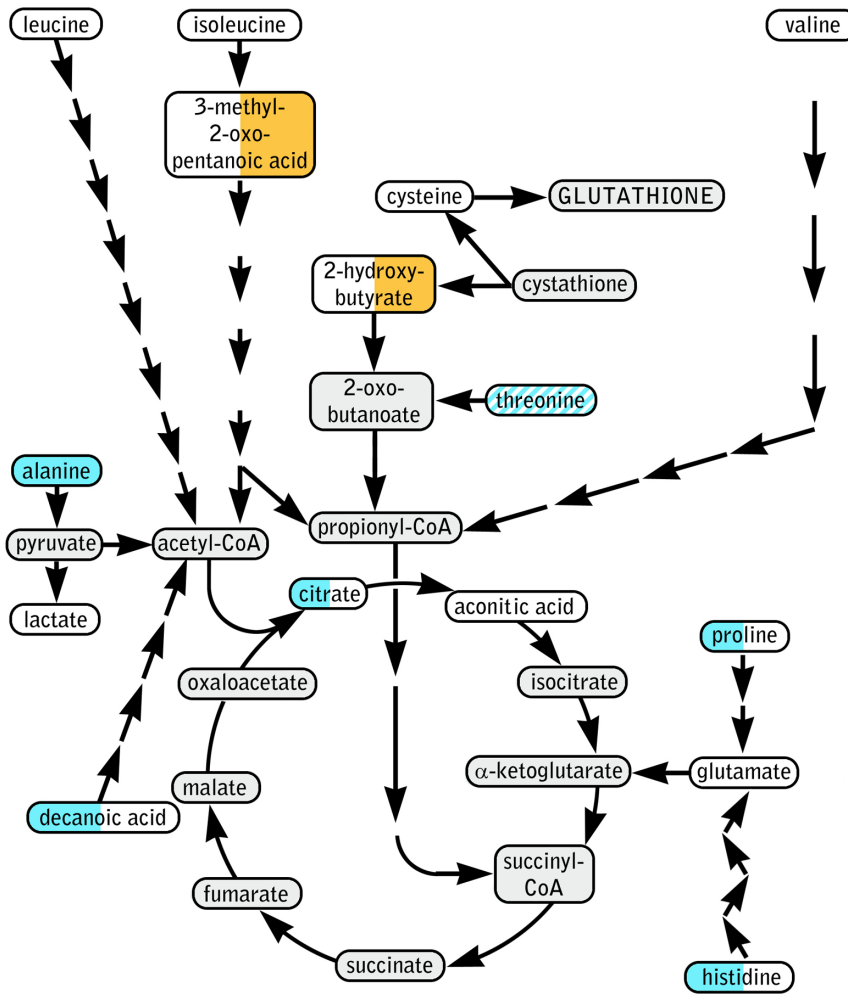 leucine
isoleucine
valine
3-methyl-
2-oxo-
pentanoic acid
cysteine
GLUTATHIONE
2-hydroxy-
butyrate
cystathione
2-oxo-
butanoate
threonine
alanine
pyruvate
acetyl-CoA
propionyl-CoA
lactate
citrate
aconitic acid
proline
oxaloacetate
isocitrate
malate
α-ketoglutarate
glutamate
decanoic acid
succinyl-
CoA
fumarate
succinate
histidine